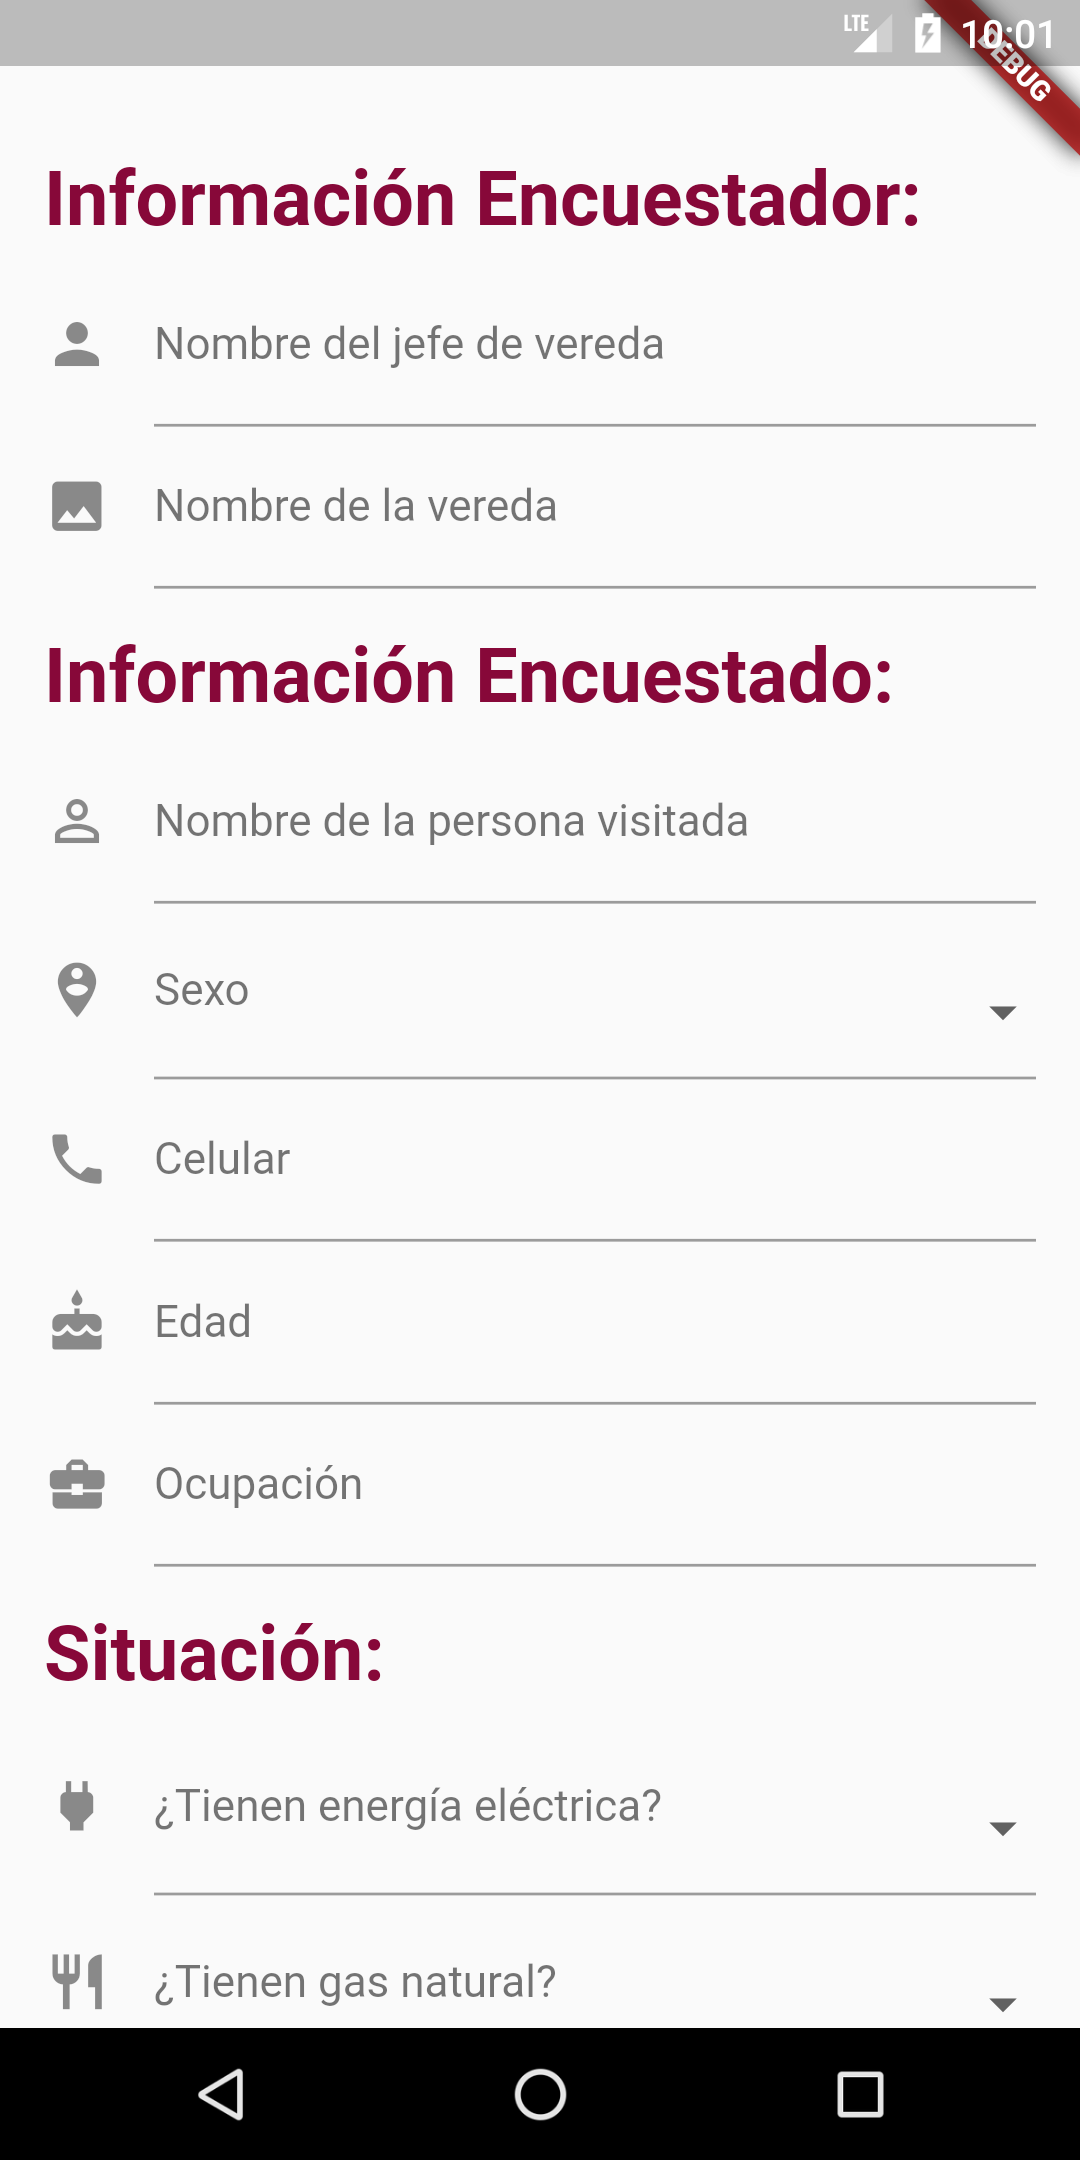 LTE 10:01
DEBUG
Información Encuestador:
Nombre del jefe de vereda
Nombre de la vereda
Información Encuestado:
Nombre de la persona visitada
Sexo
Celular
Edad
Ocupación
Situación:
¿Tienen energía eléctrica?
¿Tienen gas natural?